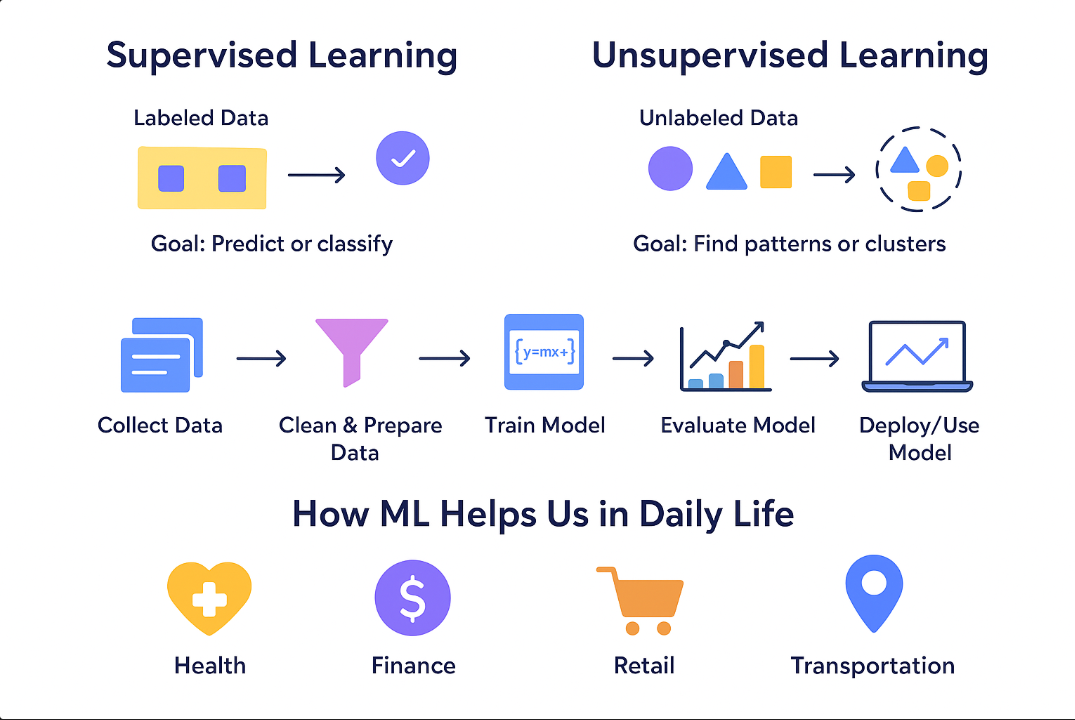 Supervised Learning
Unsupervised Learning
Labeled Data
Unlabeled Data
Goal: Predict or classify
Goal: Find patterns or clusters
{y=mx+}
Collect Data
Clean & Prepare
Data
Train Model
Evaluate Model
Deploy/Use
Model
How ML Helps Us in Daily Life
$
Health
Finance
Retail
Transportation